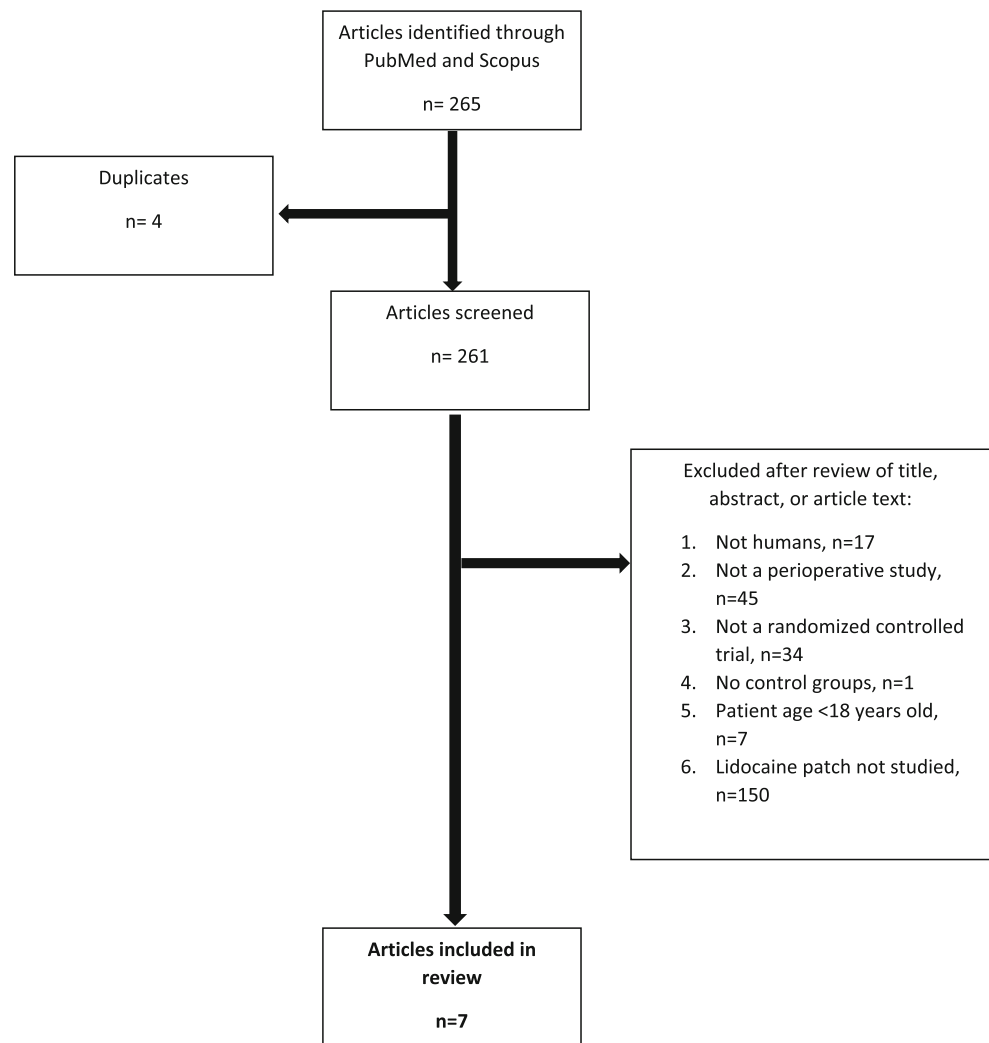 Articles identified through
PubMed and Scopus
n= 265
Duplicates
n= 4
Articles screened
n= 261
Excluded after review of title,
abstract, or article text:
1. Not humans, n=17
2. Not a perioperative study,
n=45
3. Not a randomized controlled
trial, n=34
4. No control groups, n=1
5. Patient age <18 years old,
n=7
6. Lidocaine patch not studied,
n=150
Articles included in
review
n=7